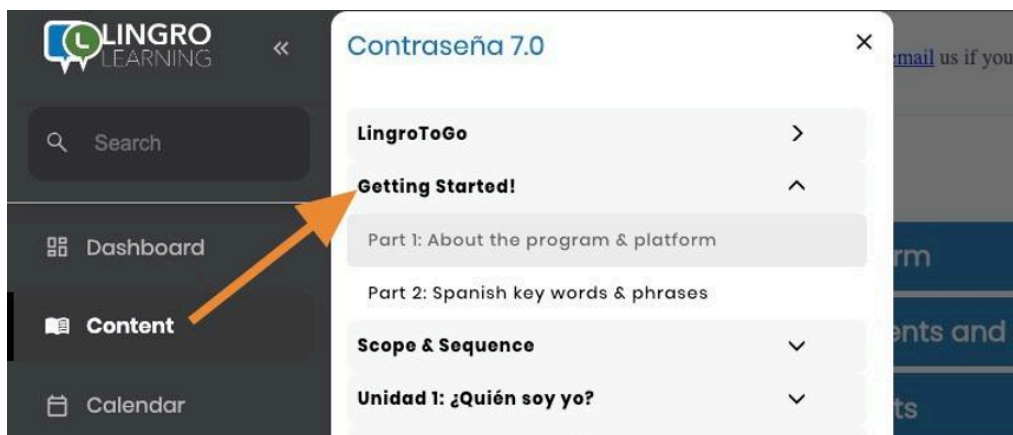 LINGRO
LEARNING
«
Search
Dashboard
Content
Calendar
Contraseña 7.0
LingroToGo
Getting Started!
Part 1: About the program & platform
Part 2: Spanish key words & phrases
Scope & Sequence
Unidad 1: ¿Quién soy yo?
email us if you
rm
ents and
ts